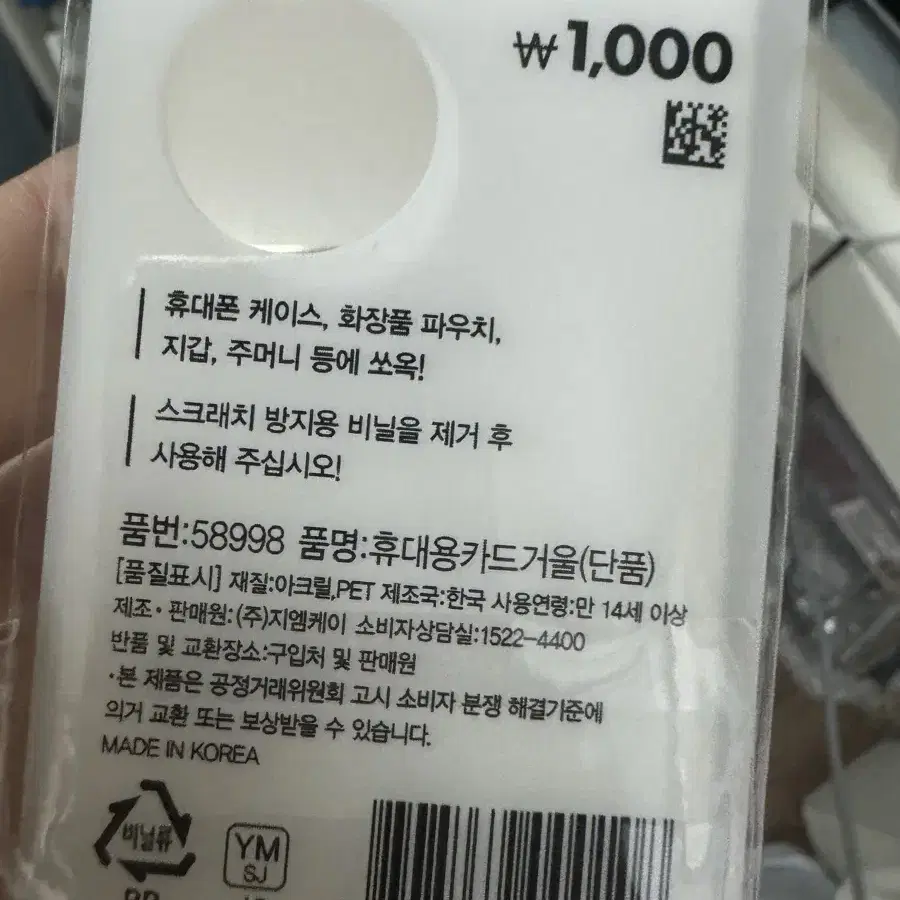 ₩1,000
휴대폰 케이스, 화장품 파우치,
지갑, 주머니 등에 쏘옥!
스크래치 방지용 비닐을 제거 후
사용해 주십시오!
품번:58998 품명:휴대용카드거울(단품)
[품질표시] 재질:아크릴,PET 제조국:한국 사용연령:만 14세 이상
제조·판매원:(주)지엠케이 소비자상담실:1522-4400
반품 및 교환장소:구입처 및 판매원
·본 제품은 공정거래위원회 고시 소비자 분쟁 해결기준에
의거 교환 또는 보상받을 수 있습니다.
MADE IN KOREA
비닐류
YM
SJ